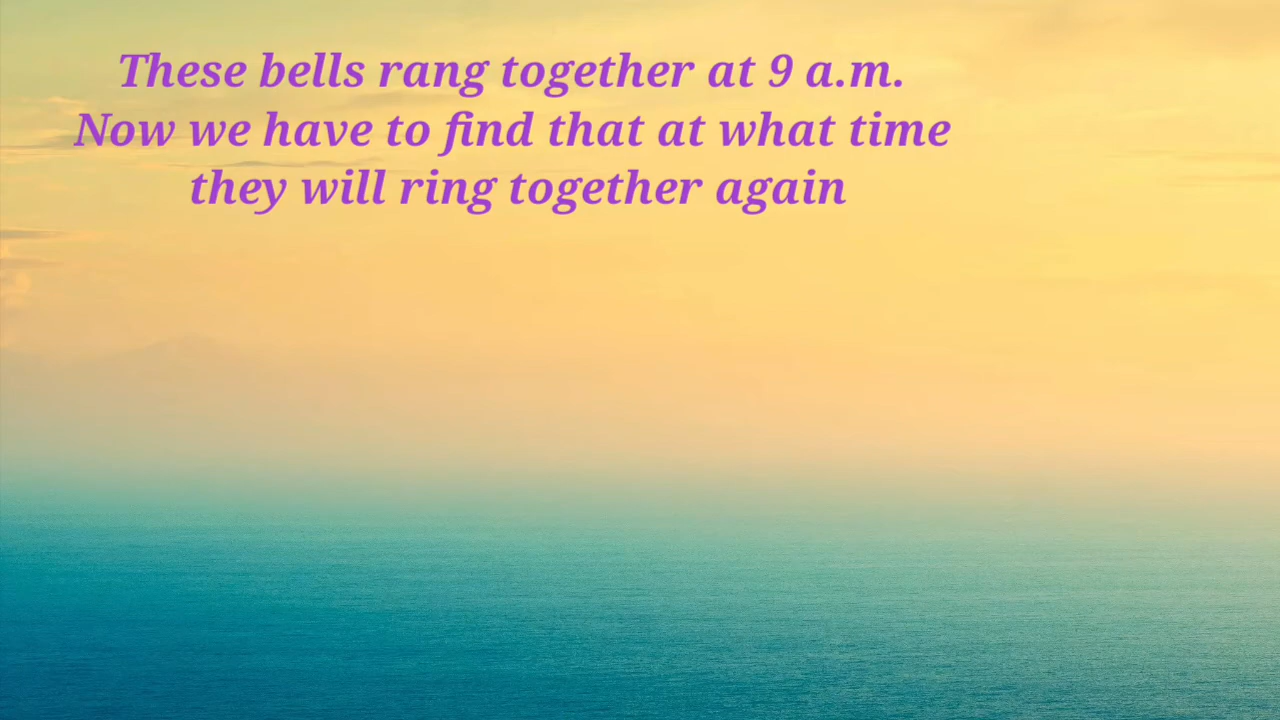 These bells rang together at 9 a.m.
Now we have to find that at what time
they will ring together again